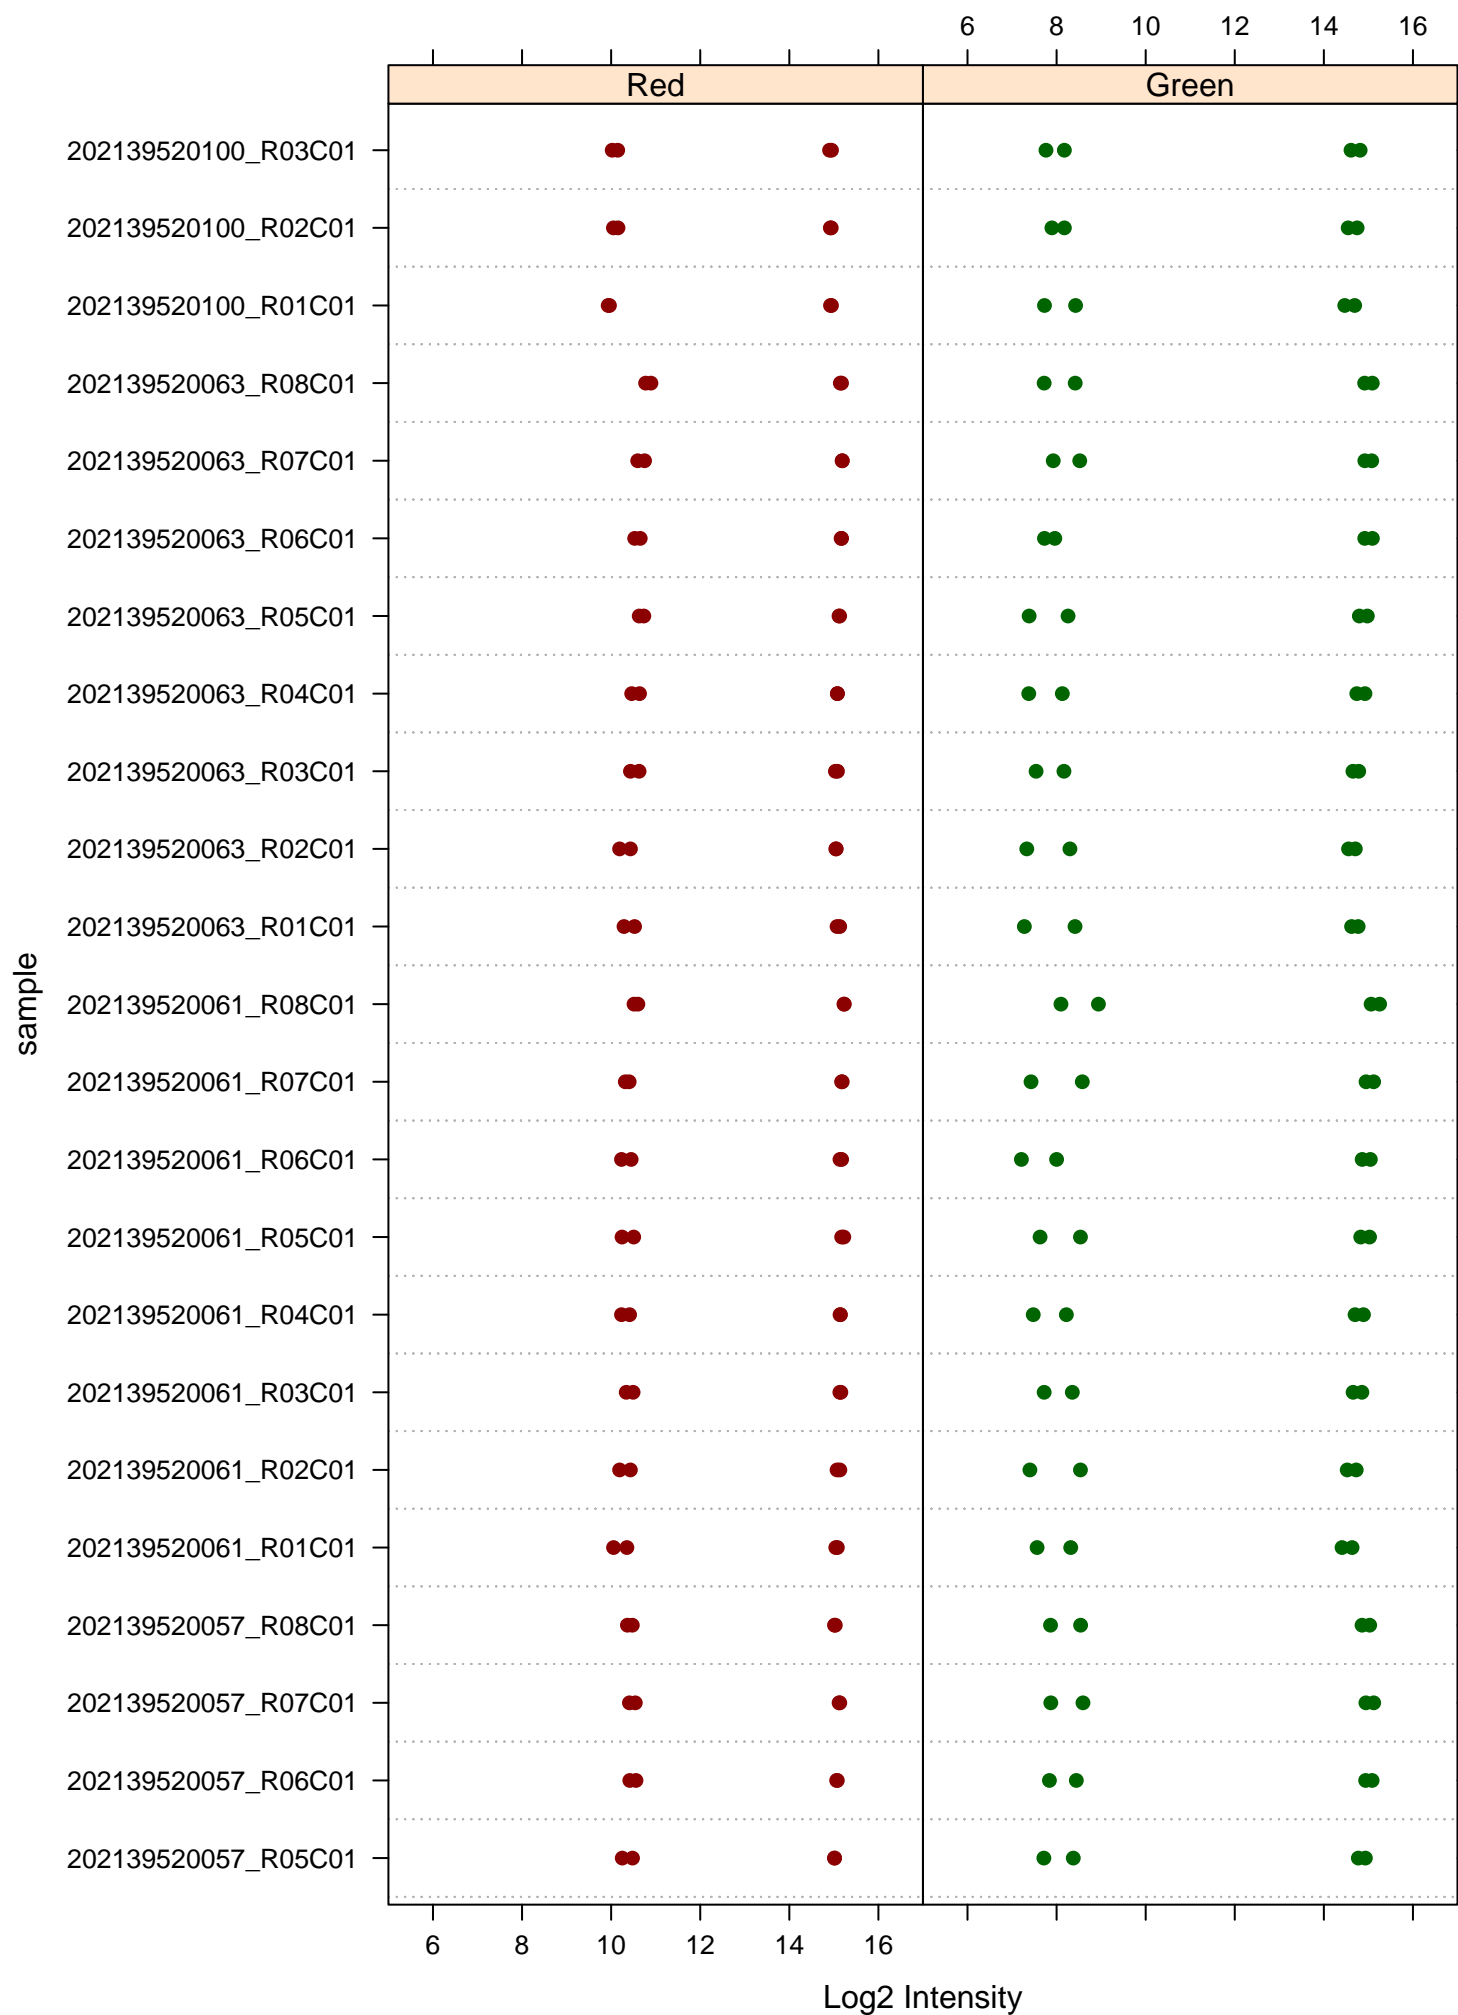 6 8 10 12 14 16
Red Green
202139520100_R03C01
202139520100_R02C01
202139520100_R01C01
202139520063_R08C01
202139520063_R07C01
202139520063_R06C01
202139520063_R05C01
202139520063_R04C01
202139520063_R03C01
202139520063_R02C01
202139520063_R01C01
202139520061_R08C01
202139520061_R07C01
202139520061_R06C01
202139520061_R05C01
202139520061_R04C01
202139520061_R03C01
202139520061_R02C01
202139520061_R01C01
202139520057_R08C01
202139520057_R07C01
202139520057_R06C01
202139520057_R05C01
sample
6 8 10 12 14 16
Log2 Intensity